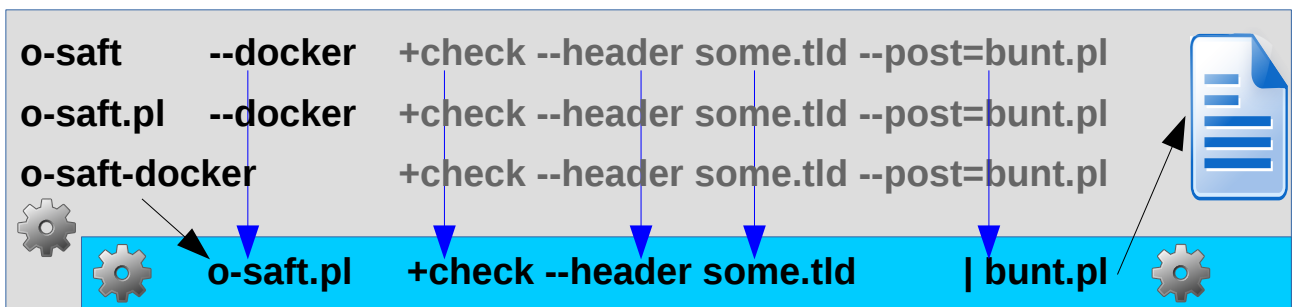 o-saft --docker +check --header some.tld --post=bunt.pl
o-saft.pl --docker +check --header some.tld --post=bunt.pl
o-saft-docker +check --header some.tld --post=bunt.pl
o-saft.pl +check --header some.tld | bunt.pl